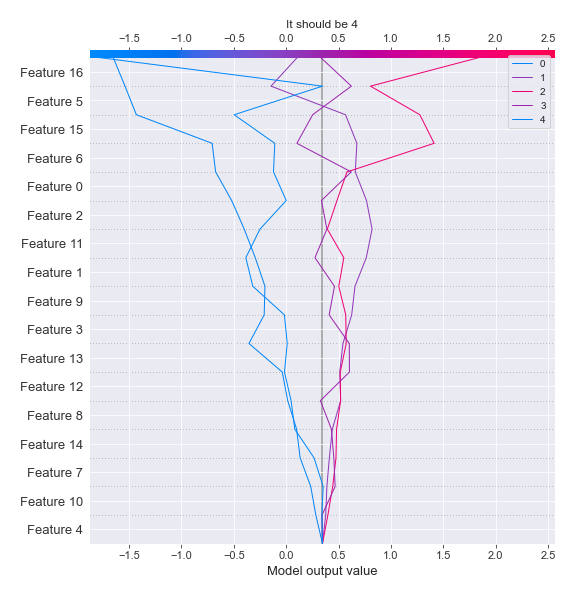 It should be 4
−1.5 −1.0 −0.5 0.0 0.5 1.0 1.5 2.0 2.5
0
1
2
3
4
Feature 16
Feature 5
Feature 15
Feature 6
Feature 0
Feature 2
Feature 11
Feature 1
Feature 9
Feature 3
Feature 13
Feature 12
Feature 8
Feature 14
Feature 7
Feature 10
Feature 4
−1.5 −1.0 −0.5 0.0 0.5 1.0 1.5 2.0 2.5
Model output value